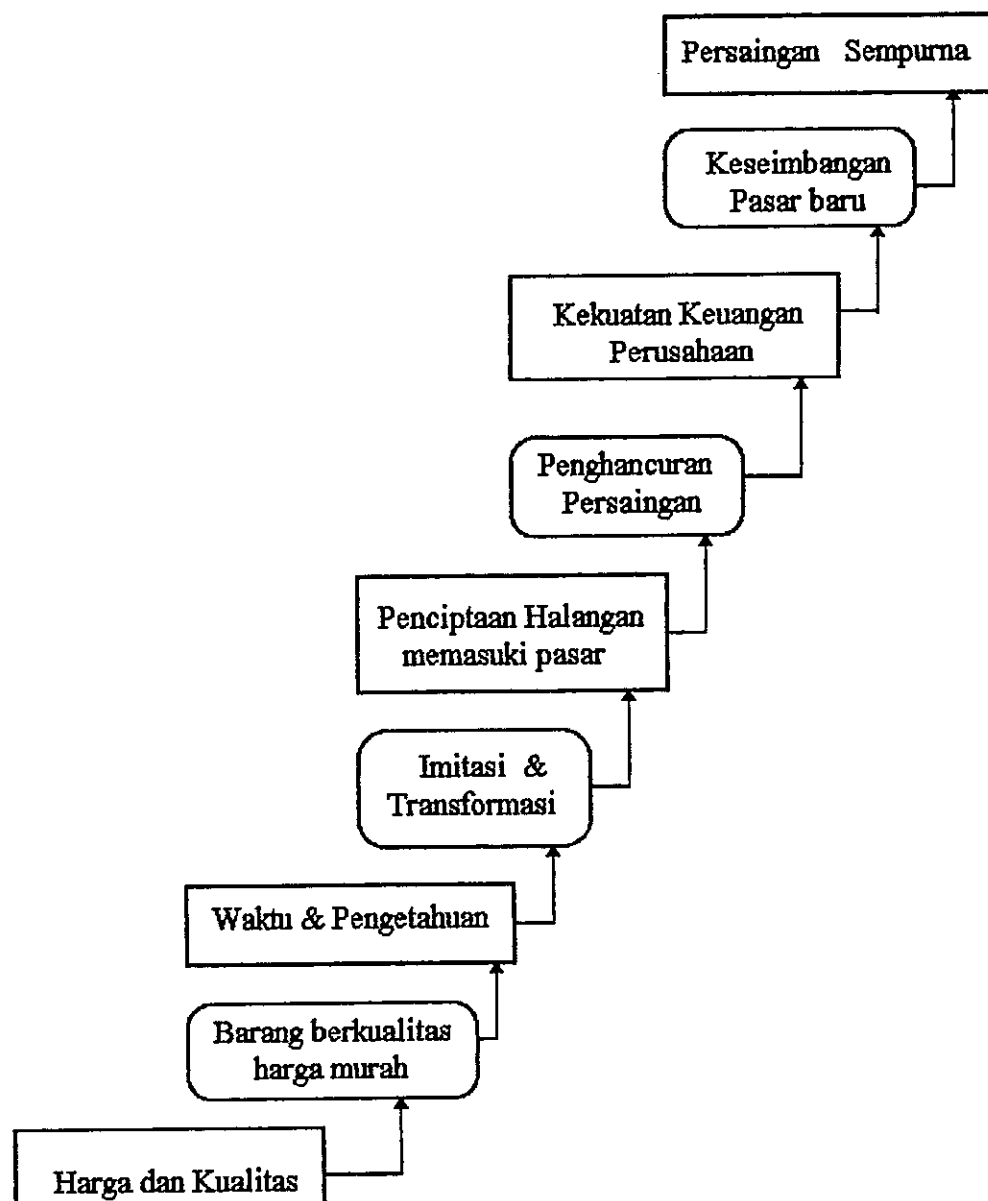 Persaingan Sempurna
Keseimbangan
Pasar baru
Kekuatan Keuangan
Perusahaan
Penghancuran
Persaingan
Penciptaan Halangan
memasuki pasar
Imitasi &
Transformasi
Waktu & Pengetahuan
Barang berkualitas
harga murah
Harga dan Kualitas